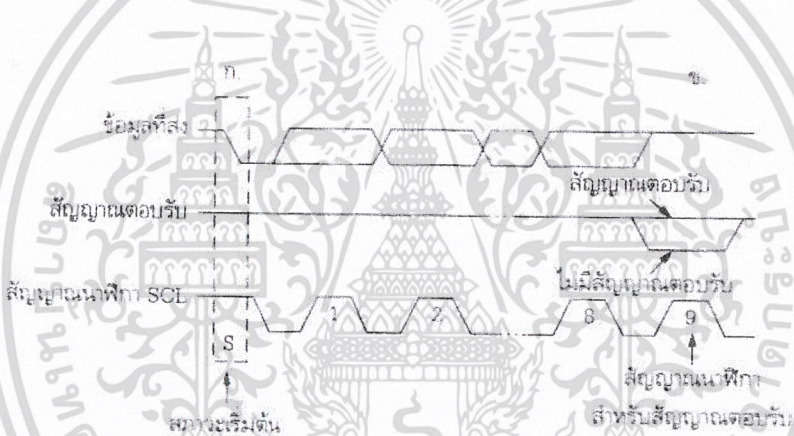 ก.
ข.
ข้อมูลที่ส่ง
สัญญาณตอบรับ
สัญญาณตอบรับ
ไม่มีสัญญาณตอบรับ
สัญญาณนาฬิกา SCL
1
2
8
9
S
สัญญาณนาฬิกา
สำหรับสัญญาณตอบรับ
สภาวะเริ่มต้น